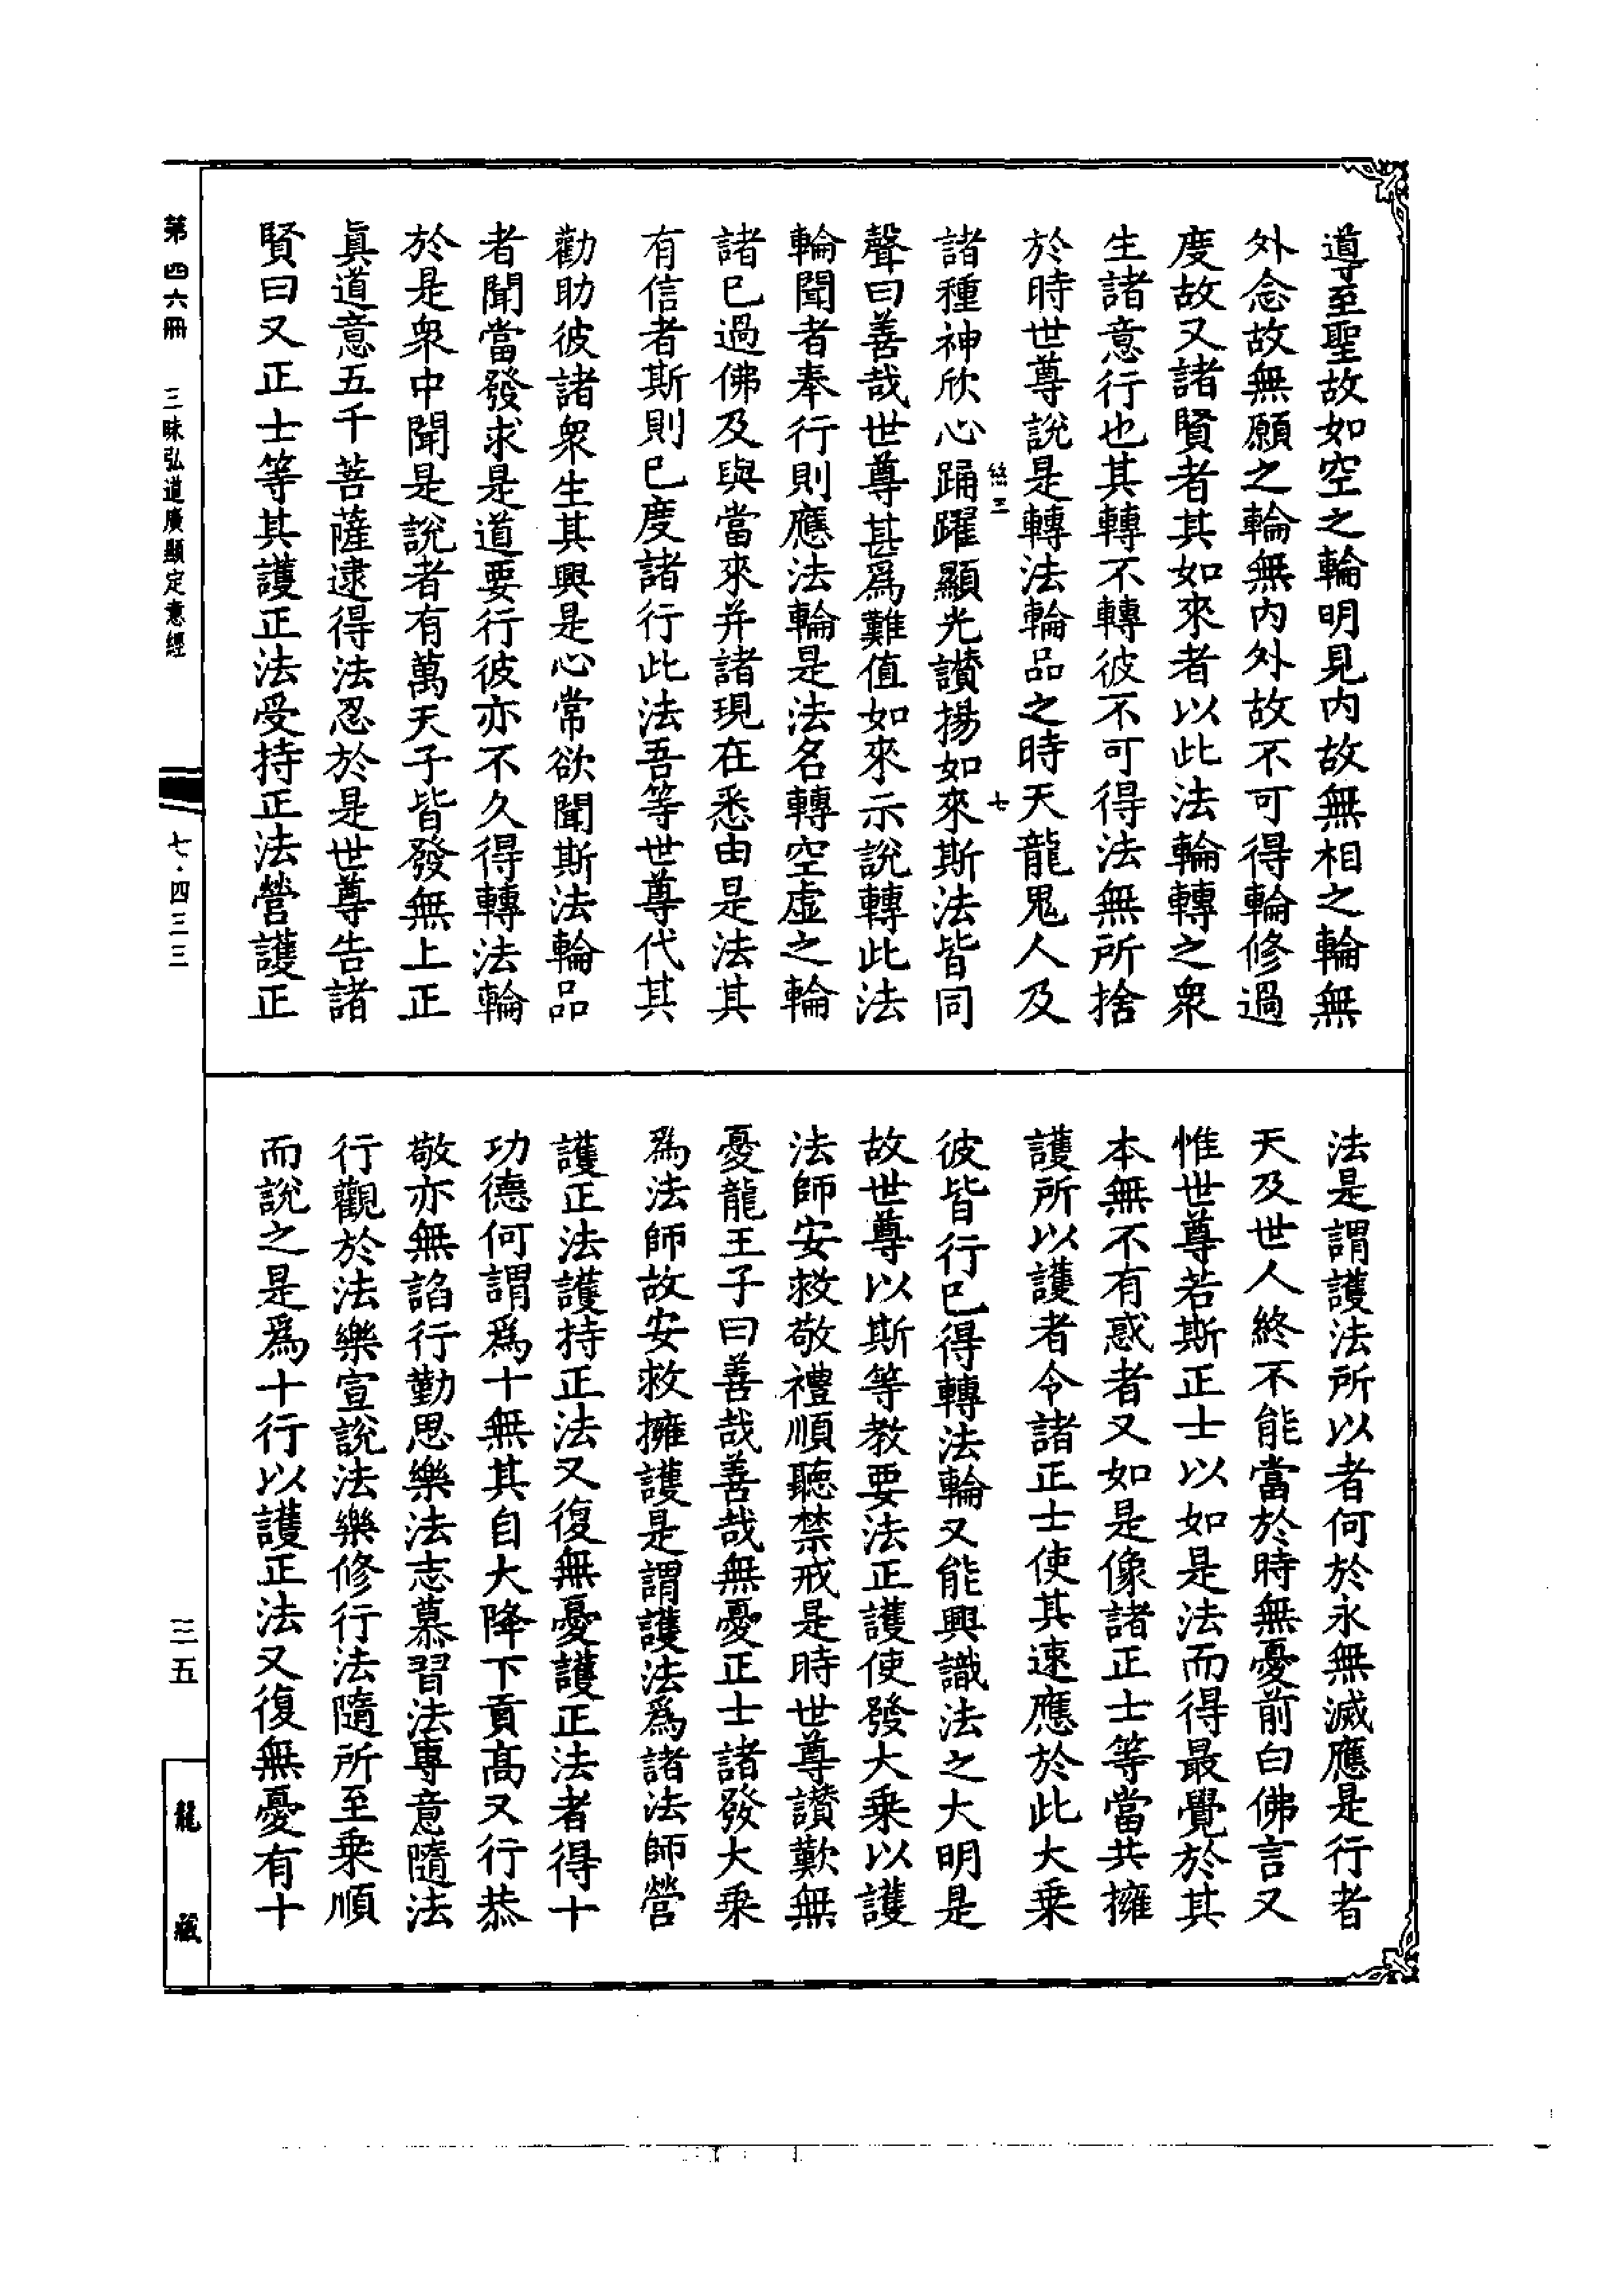 道至聖故如空之輪明見内故無相之輪無
外念故無願之輪無内外故不可得輪修過
度故又諸賢者其如來者以此法輪轉之衆
生諸意行也其轉不轉彼不可得法無所捨
於時世尊說是轉法輪品之時天龍鬼人及
諸種神欣心踊躍顯光讃揚如來斯法皆同
聲曰善哉世尊甚爲難值如來示說轉此法
輪聞者奉行則應法輪是法名轉空虛之輪
諸已過佛及與當來并諸現在悉由是法其
有信者斯則已度諸行此法吾等世尊代其
勸助彼諸衆生其興是心常欲聞斯法輪品
者聞當發求是道要行彼亦不久得轉法輪
於是衆中聞是說者有萬天子皆發無上正
眞道意五千菩薩逮得法忍於是世尊告諸
賢曰又正士等其護正法受持正法營護正
法是謂護法所以者何於永無滅應是行者
天及世人終不能當於時無憂前白佛言又
惟世尊若斯正士以如是法而得最覺於其
本無不有惑者又如是像諸正士等當共擁
護所以護者令諸正士使其速應於此大乗
彼皆行已得轉法輪又能興識法之大明是
故世尊以斯等教要法正護使發大乗以護
法師安救敬禮順聽禁戒是時世尊讃歎無
憂龍王子曰善哉善哉無憂正士諸發大乗
爲法師故安救擁護是謂護法爲諸法師營
護正法護持正法又復無憂護正法者得十
功德何謂爲十無其自大降下貢高又行恭
敬亦無諂行勤思樂法志慕習法專意隨法
行觀於法樂宣說法樂修行法隨所至乗順
而說之是爲十行以護正法又復無憂有十
三
七
第四六冊 三昧弘道廣顯定意經
七·四三三
三五
龍藏